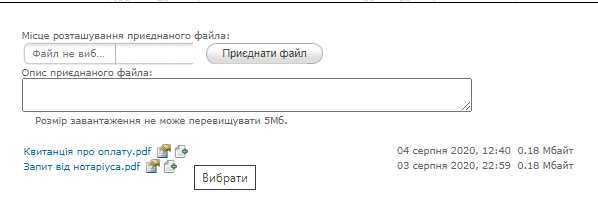 Місце розташування приєднаного файла:
Файл не виб... Приєднати файл
Опис приєднаного файла:
Розмір завантаження не може перевищувати 5Мб.
Квитанція про оплату.pdf 04 серпня 2020, 12:40 0.18 Мбайт
Запит від нотаріуса.pdf 03 серпня 2020, 22:59 0.18 Мбайт
Вибрати